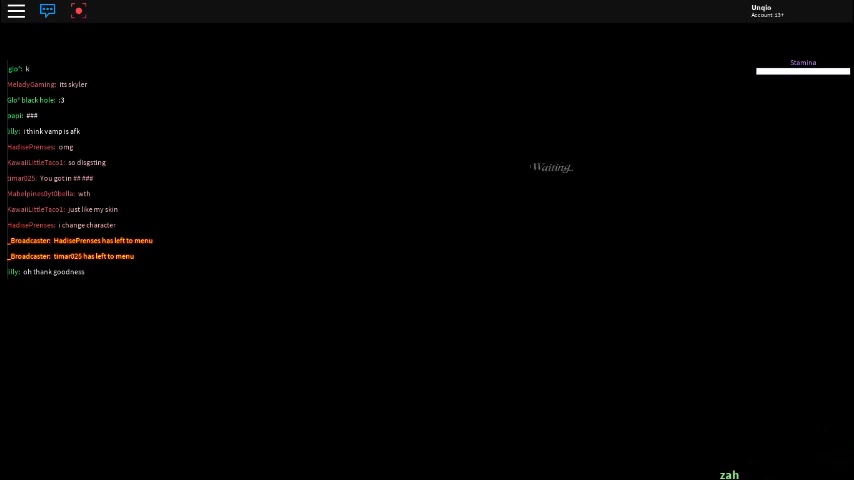 Unqio
Account: 13+
Stamina
glo°: k
MeladyGaming: its skyler
Glo° black hole: :3
papi: ###
illy: i think vamp is afk
HadisePrenses: omg
KawaiiLittleTaco1: so disgsting
timar025: You got in ## ###
Mabelpines0yt0bella: wth
KawaiiLittleTaco1: just like my skin
HadisePrenses: i change character
_Broadcaster: HadisePrenses has left to menu
_Broadcaster: timar025 has left to menu
illy: oh thank goodness
Waiting..
zah